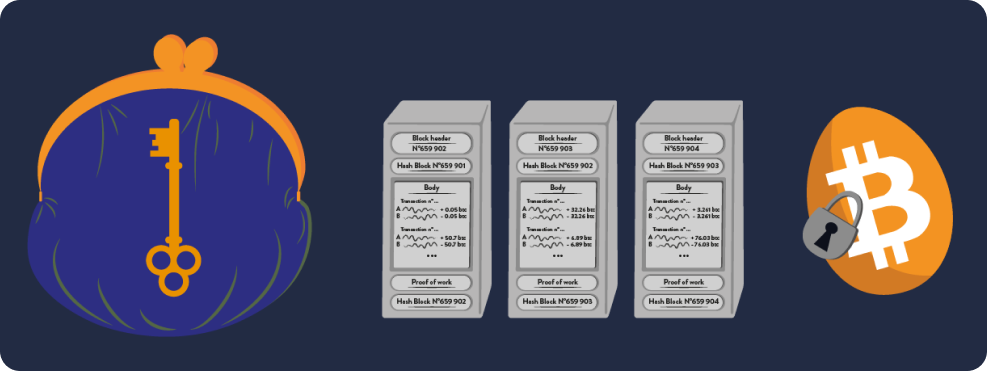 Block header
N°659 902
Hash Block N°659 901
Body
Transaction n°...
A + 0.05 btc
B - 0.05 btc
Transaction n°...
A + 50.7 btc
B - 50.7 btc
...
Proof of work
Hash Block N°659 902
Block header
N°659 903
Hash Block N°659 902
Body
Transaction n°...
A + 32.26 btc
B - 32.26 btc
Transaction n°...
A + 6.89 btc
B - 6.89 btc
...
Proof of work
Hash Block N°659 903
Block header
N°659 904
Hash Block N°659 903
Body
Transaction n°...
A + 3.261 btc
B - 3.261 btc
Transaction n°...
A + 76.03 btc
B - 76.03 btc
...
Proof of work
Hash Block N°659 904